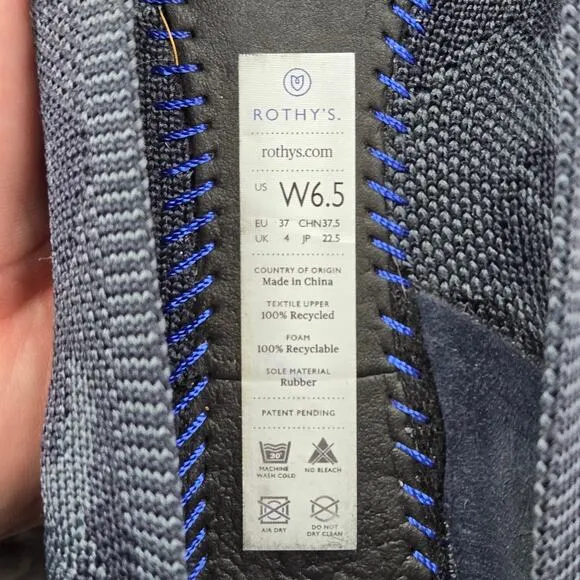 ROTHY'S.
rothys.com
US W6.5
EU 37 CHN37.5
UK 4 JP 22.5
COUNTRY OF ORIGIN
Made in China
TEXTILE UPPER
100% Recycled
FOAM
100% Recyclable
SOLE MATERIAL
Rubber
PATENT PENDING
30°
MACHINE WASH COLD
NO BLEACH
AIR DRY
DO NOT DRY CLEAN